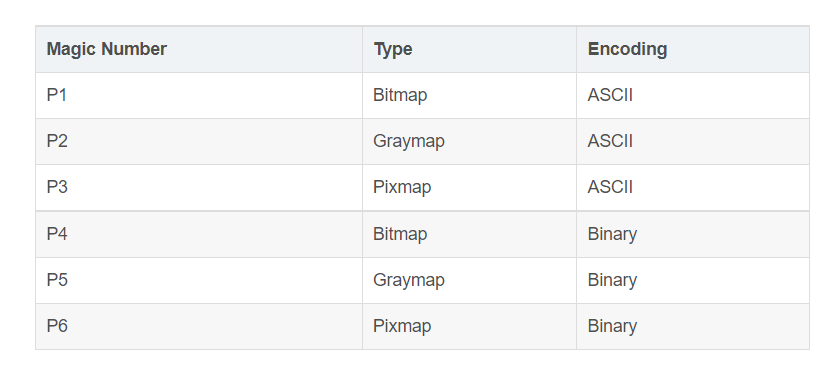 Magic Number Type Encoding
P1 Bitmap ASCII
P2 Graymap ASCII
P3 Pixmap ASCII
P4 Bitmap Binary
P5 Graymap Binary
P6 Pixmap Binary